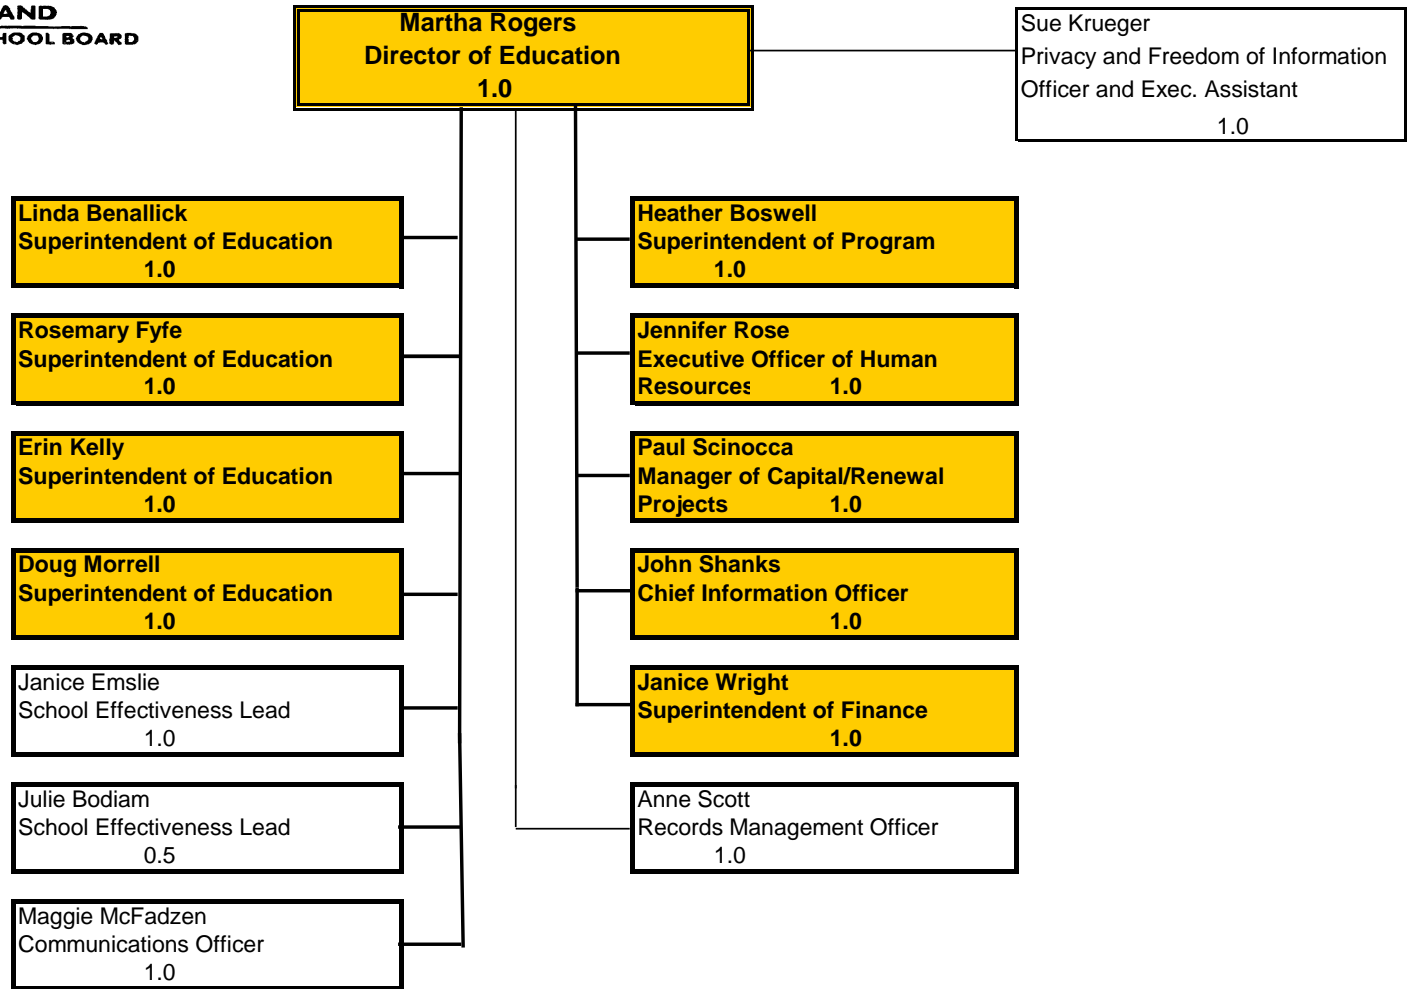 AND
HOOL BOARD
Martha Rogers
Director of Education
1.0
Sue Krueger
Privacy and Freedom of Information
Officer and Exec. Assistant
1.0
Linda Benallick
Superintendent of Education
1.0
Rosemary Fyfe
Superintendent of Education
1.0
Erin Kelly
Superintendent of Education
1.0
Doug Morrell
Superintendent of Education
1.0
Janice Emslie
School Effectiveness Lead
1.0
Julie Bodiam
School Effectiveness Lead
0.5
Maggie McFadzen
Communications Officer
1.0
Heather Boswell
Superintendent of Program
1.0
Jennifer Rose
Executive Officer of Human
Resources 1.0
Paul Scinocca
Manager of Capital/Renewal
Projects 1.0
John Shanks
Chief Information Officer
1.0
Janice Wright
Superintendent of Finance
1.0
Anne Scott
Records Management Officer
1.0